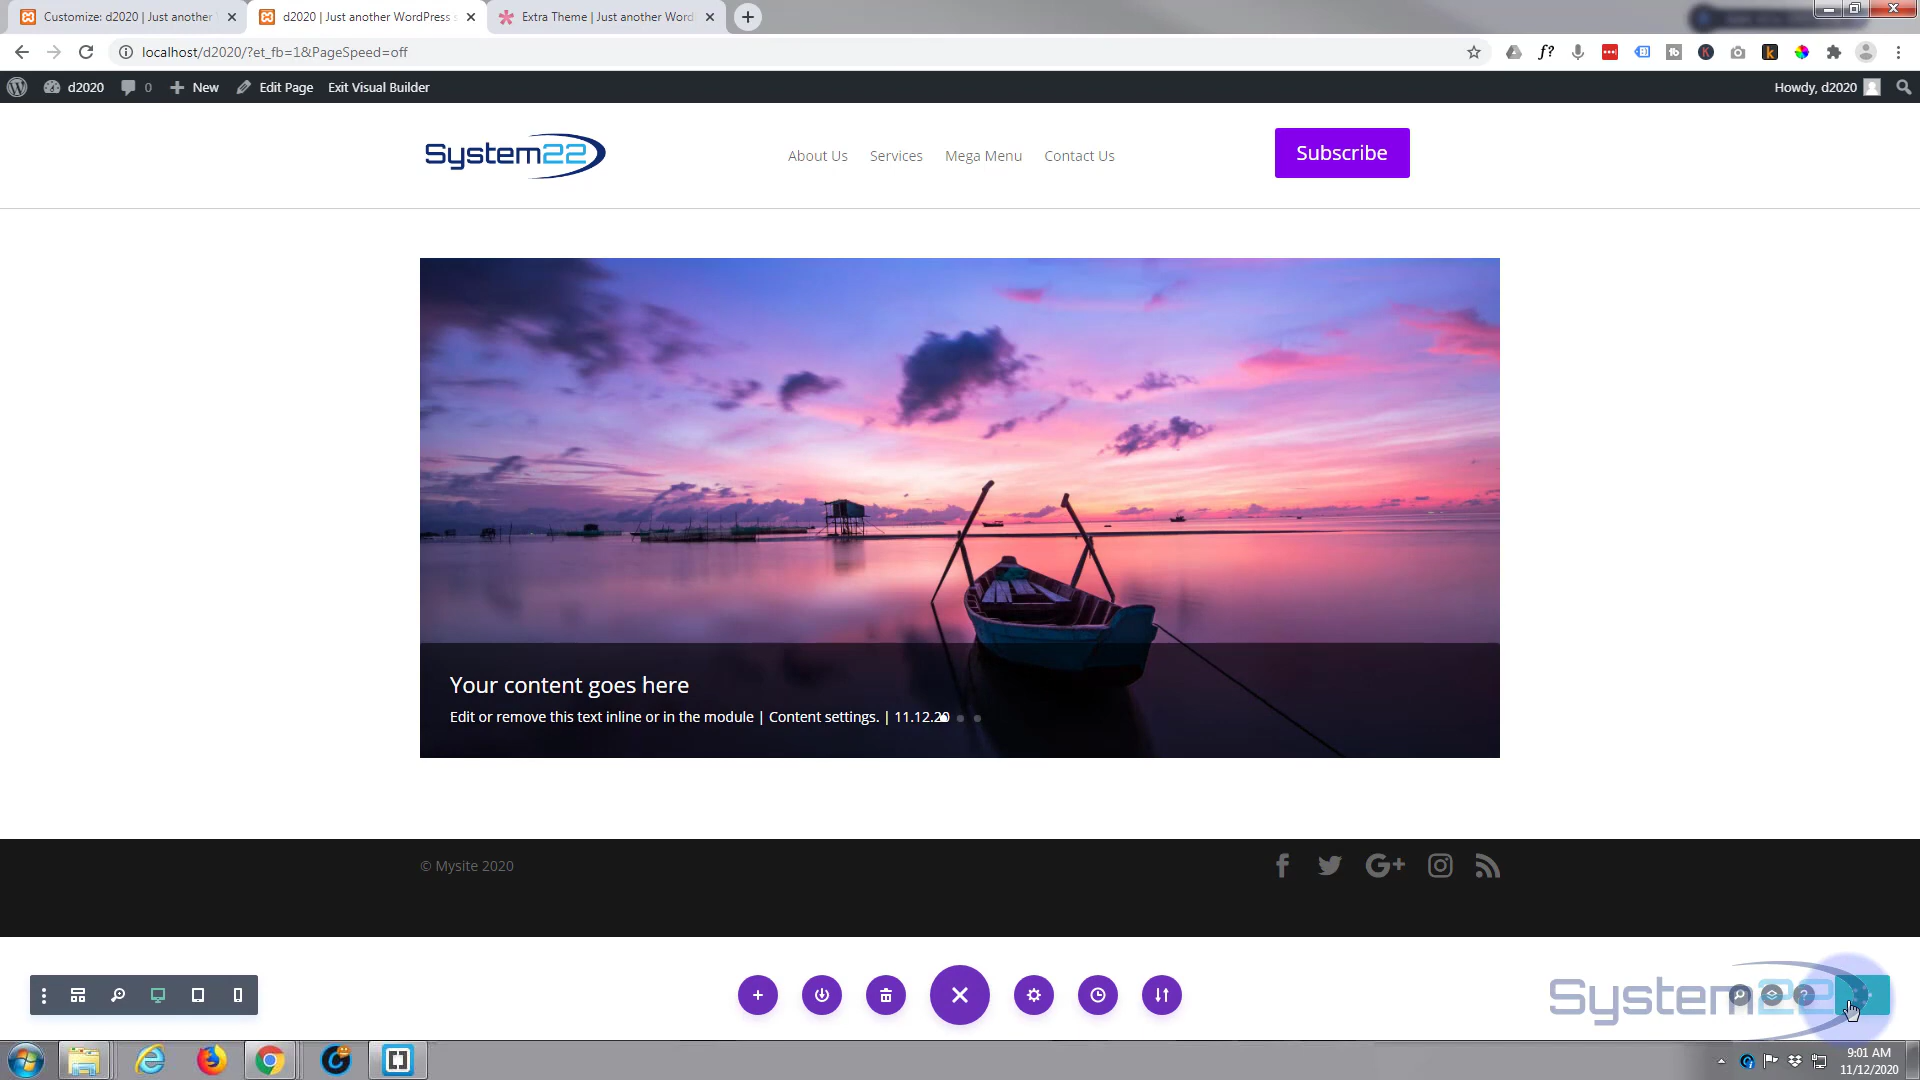 Customize: d2020 | Just another
d2020 | Just another WordPress s
Extra Theme | Just another Word
localhost/d2020/?et_fb=1&PageSpeed=off
d2020
0
New
Edit Page
Exit Visual Builder
Howdy, d2020
System22
About Us
Services
Mega Menu
Contact Us
Subscribe
Your content goes here
Edit or remove this text inline or in the module | Content settings. | 11.12.20
© Mysite 2020
System22
9:01 AM
11/12/2020